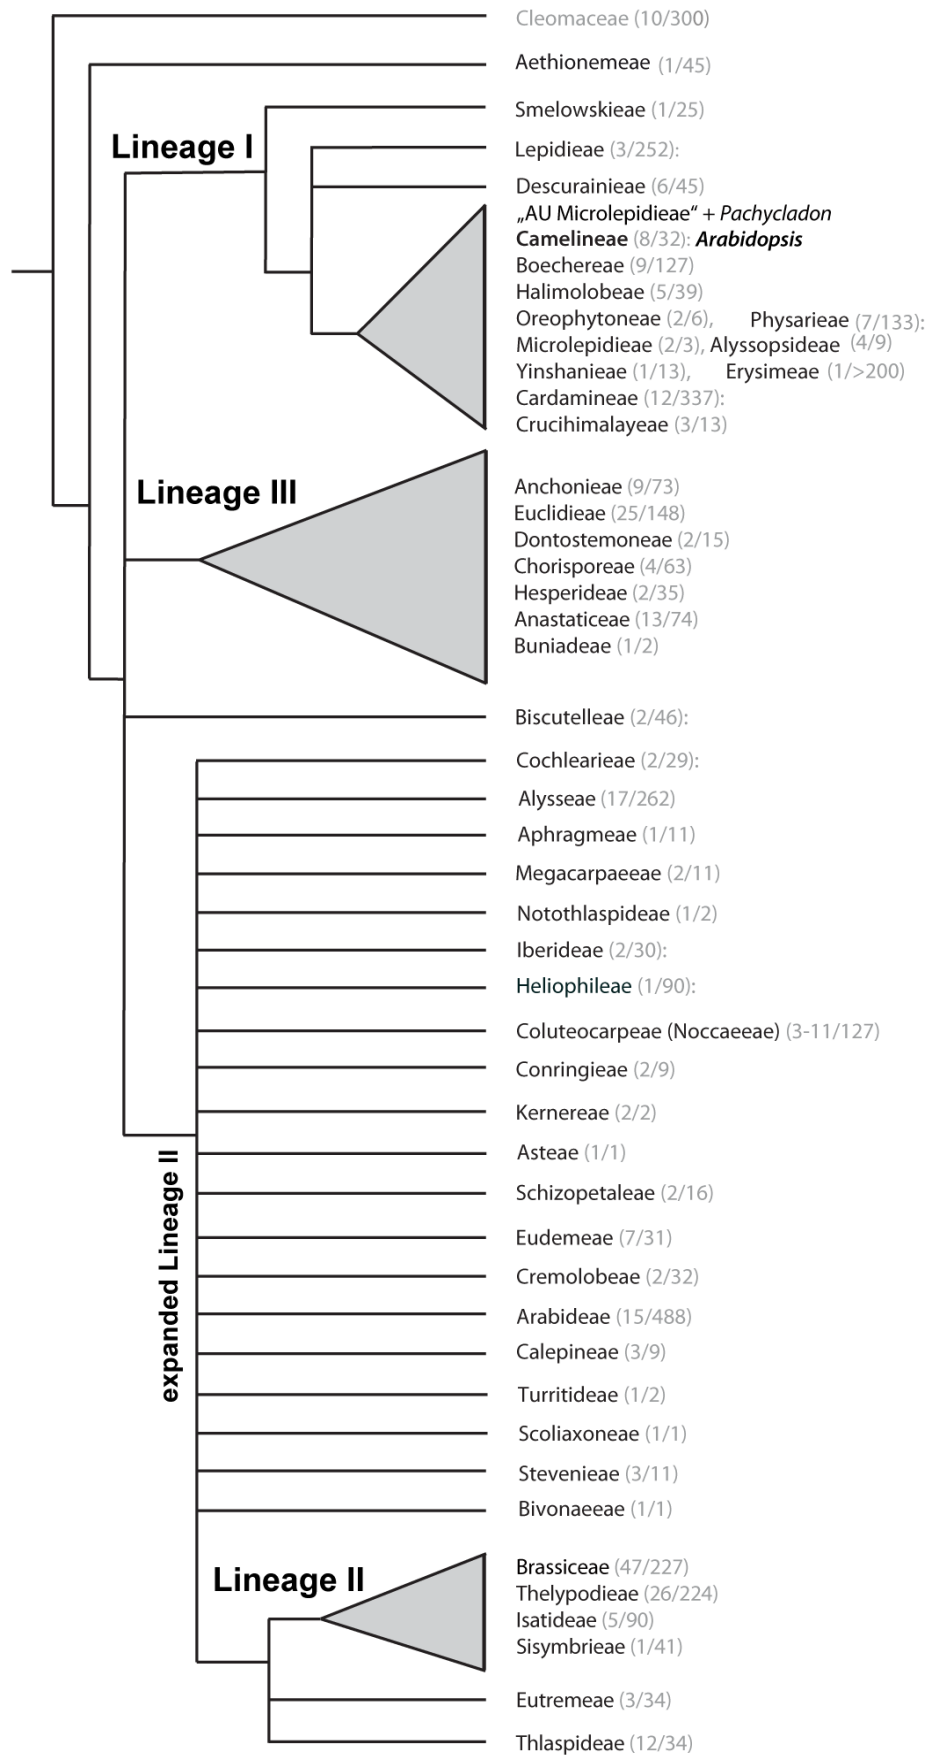 Cleomaceae (10/300)
Aethionemeae (1/45)
Smelowskieae (1/25)
Lineage I
Lepidieae (3/252):
Descurainieae (6/45)
„AU Microlepidieae“ + Pachycladon
Camelineae (8/32): Arabidopsis
Boechereae (9/127)
Halimolobeae (5/39)
Oreophytoneae (2/6), Physarieae (7/133):
Microlepidieae (2/3), Alyssopsideae (4/9)
Yinshanieae (1/13), Erysimeae (1/>200)
Cardamineae (12/337):
Crucihimalayeae (3/13)
Lineage III
Anchonieae (9/73)
Euclidieae (25/148)
Dontostemoneae (2/15)
Chorisporeae (4/63)
Hesperideae (2/35)
Anastaticeae (13/74)
Buniadeae (1/2)
Biscutelleae (2/46):
Cochlearieae (2/29):
Alysseae (17/262)
Aphragmeae (1/11)
Megacarpaeeae (2/11)
Notothlaspideae (1/2)
Iberideae (2/30):
Heliophileae (1/90):
Coluteocarpeae (Noccaeeae) (3-11/127)
Conringieae (2/9)
Kernereae (2/2)
Asteae (1/1)
Schizopetaleae (2/16)
Eudemeae (7/31)
Cremolobeae (2/32)
expanded Lineage II
Arabideae (15/488)
Calepineae (3/9)
Turritideae (1/2)
Scoliaxoneae (1/1)
Stevenieae (3/11)
Bivonaeeae (1/1)
Lineage II
Brassiceae (47/227)
Thelypodieae (26/224)
Isatideae (5/90)
Sisymbrieae (1/41)
Eutremeae (3/34)
Thlaspideae (12/34)